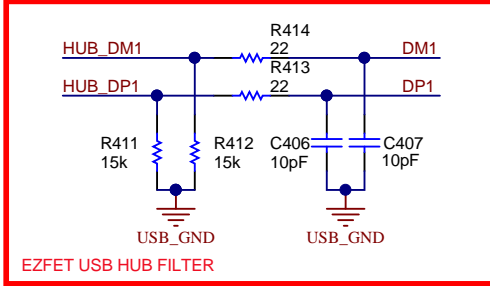 R414
HUB_DM1 22 DM1
R413
HUB_DP1 22 DP1
R411 R412 C406 C407
15k 15k 10pF 10pF
USB_GND USB_GND
EZFET USB HUB FILTER